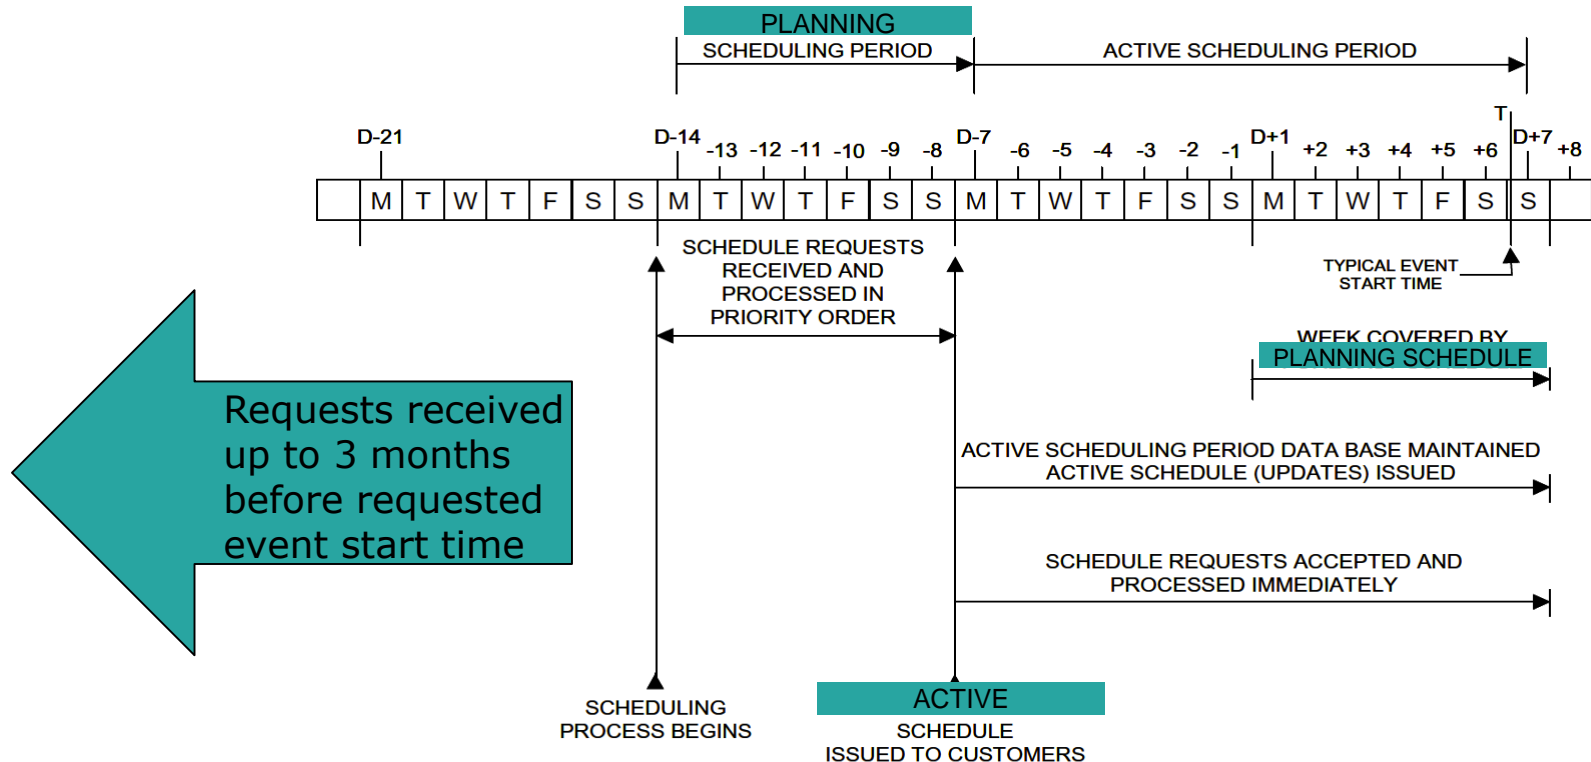 PLANNING
SCHEDULING PERIOD
ACTIVE SCHEDULING PERIOD
T
D-21
D-14 -13 -12 -11 -10 -9 -8 D-7 -6 -5 -4 -3 -2 -1 D+1 +2 +3 +4 +5 +6 D+7 +8
M T W T F S S M T W T F S S M T W T F S S M T W T F S S
SCHEDULE REQUESTS
RECEIVED AND
PROCESSED IN
PRIORITY ORDER
TYPICAL EVENT
START TIME
WEEK COVERED BY
PLANNING SCHEDULE
Requests received
up to 3 months
before requested
event start time
ACTIVE SCHEDULING PERIOD DATA BASE MAINTAINED
ACTIVE SCHEDULE (UPDATES) ISSUED
SCHEDULE REQUESTS ACCEPTED AND
PROCESSED IMMEDIATELY
SCHEDULING
PROCESS BEGINS
ACTIVE
SCHEDULE
ISSUED TO CUSTOMERS